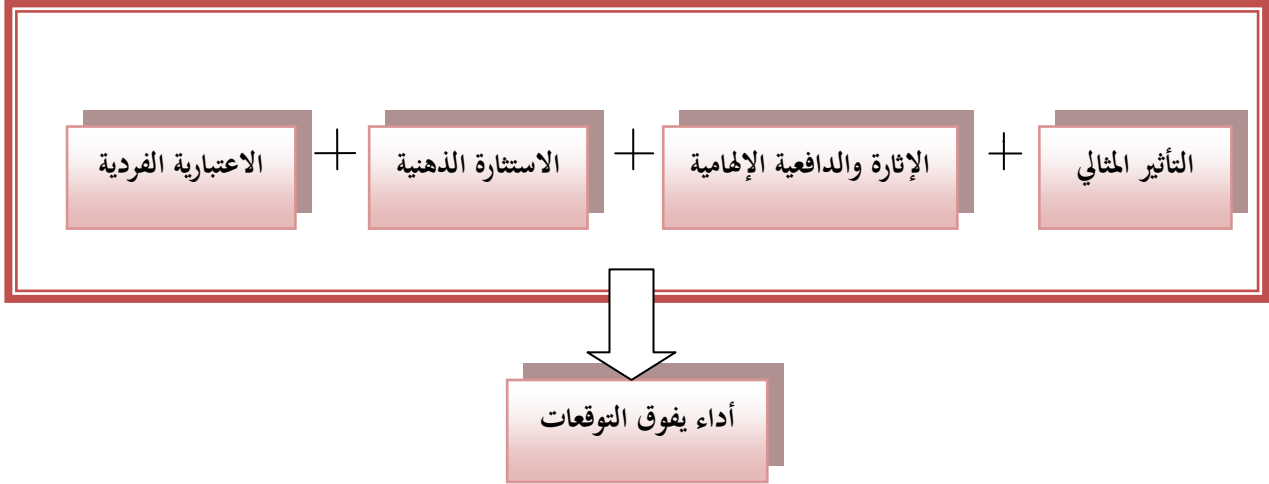 التأثير المثالي
+
الإثارة والدافعية الإلهامية
+
الاستثارة الذهنية
+
الاعتبارية الفردية
أداء يفوق التوقعات